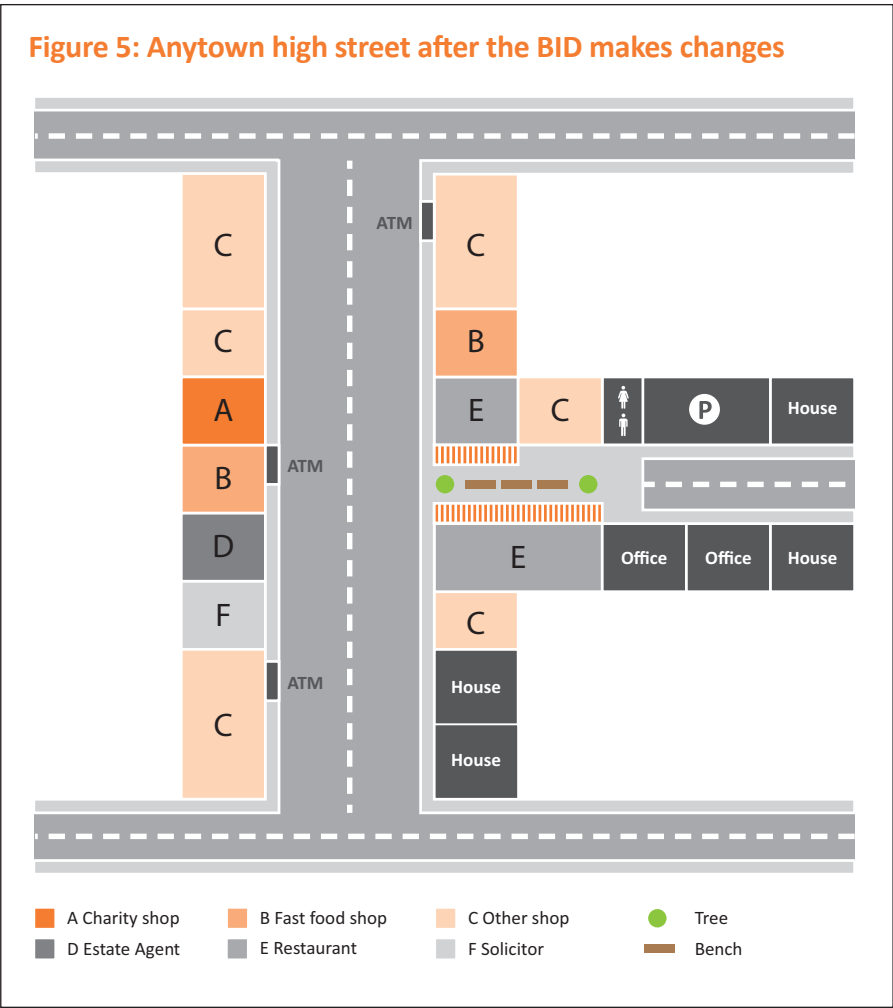 Figure 5: Anytown high street after the BID makes changes
C
ATM
C
C
B
A
E
C
P
House
B
ATM
D
E
Office
Office
House
F
C
C
ATM
House
House
A Charity shop
B Fast food shop
C Other shop
Tree
D Estate Agent
E Restaurant
F Solicitor
Bench